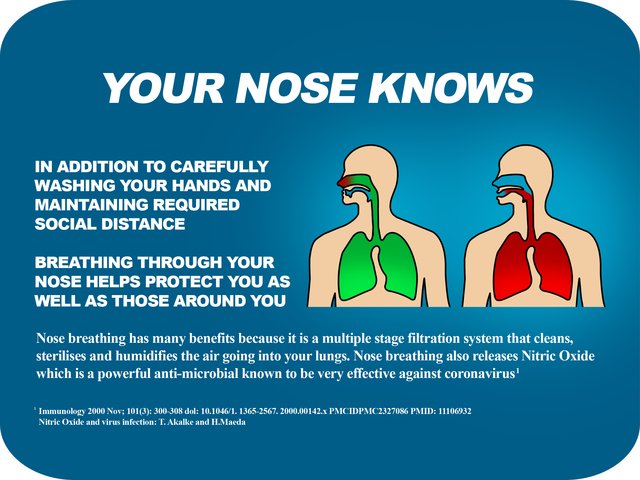 YOUR NOSE KNOWS
IN ADDITION TO CAREFULLY
WASHING YOUR HANDS AND
MAINTAINING REQUIRED
SOCIAL DISTANCE
BREATHING THROUGH YOUR
NOSE HELPS PROTECT YOU AS
WELL AS THOSE AROUND YOU
Nose breathing has many benefits because it is a multiple stage filtration system that cleans,
sterilises and humidifies the air going into your lungs. Nose breathing also releases Nitric Oxide
which is a powerful anti-microbial known to be very effective against coronavirus¹
¹ Immunology 2000 Nov; 101(3): 300-308 doi: 10.1046/1. 1365-2567. 2000.00142.x PMCIDPMC2327086 PMID: 11106932
Nitric Oxide and virus infection: T. Akalke and H.Maeda